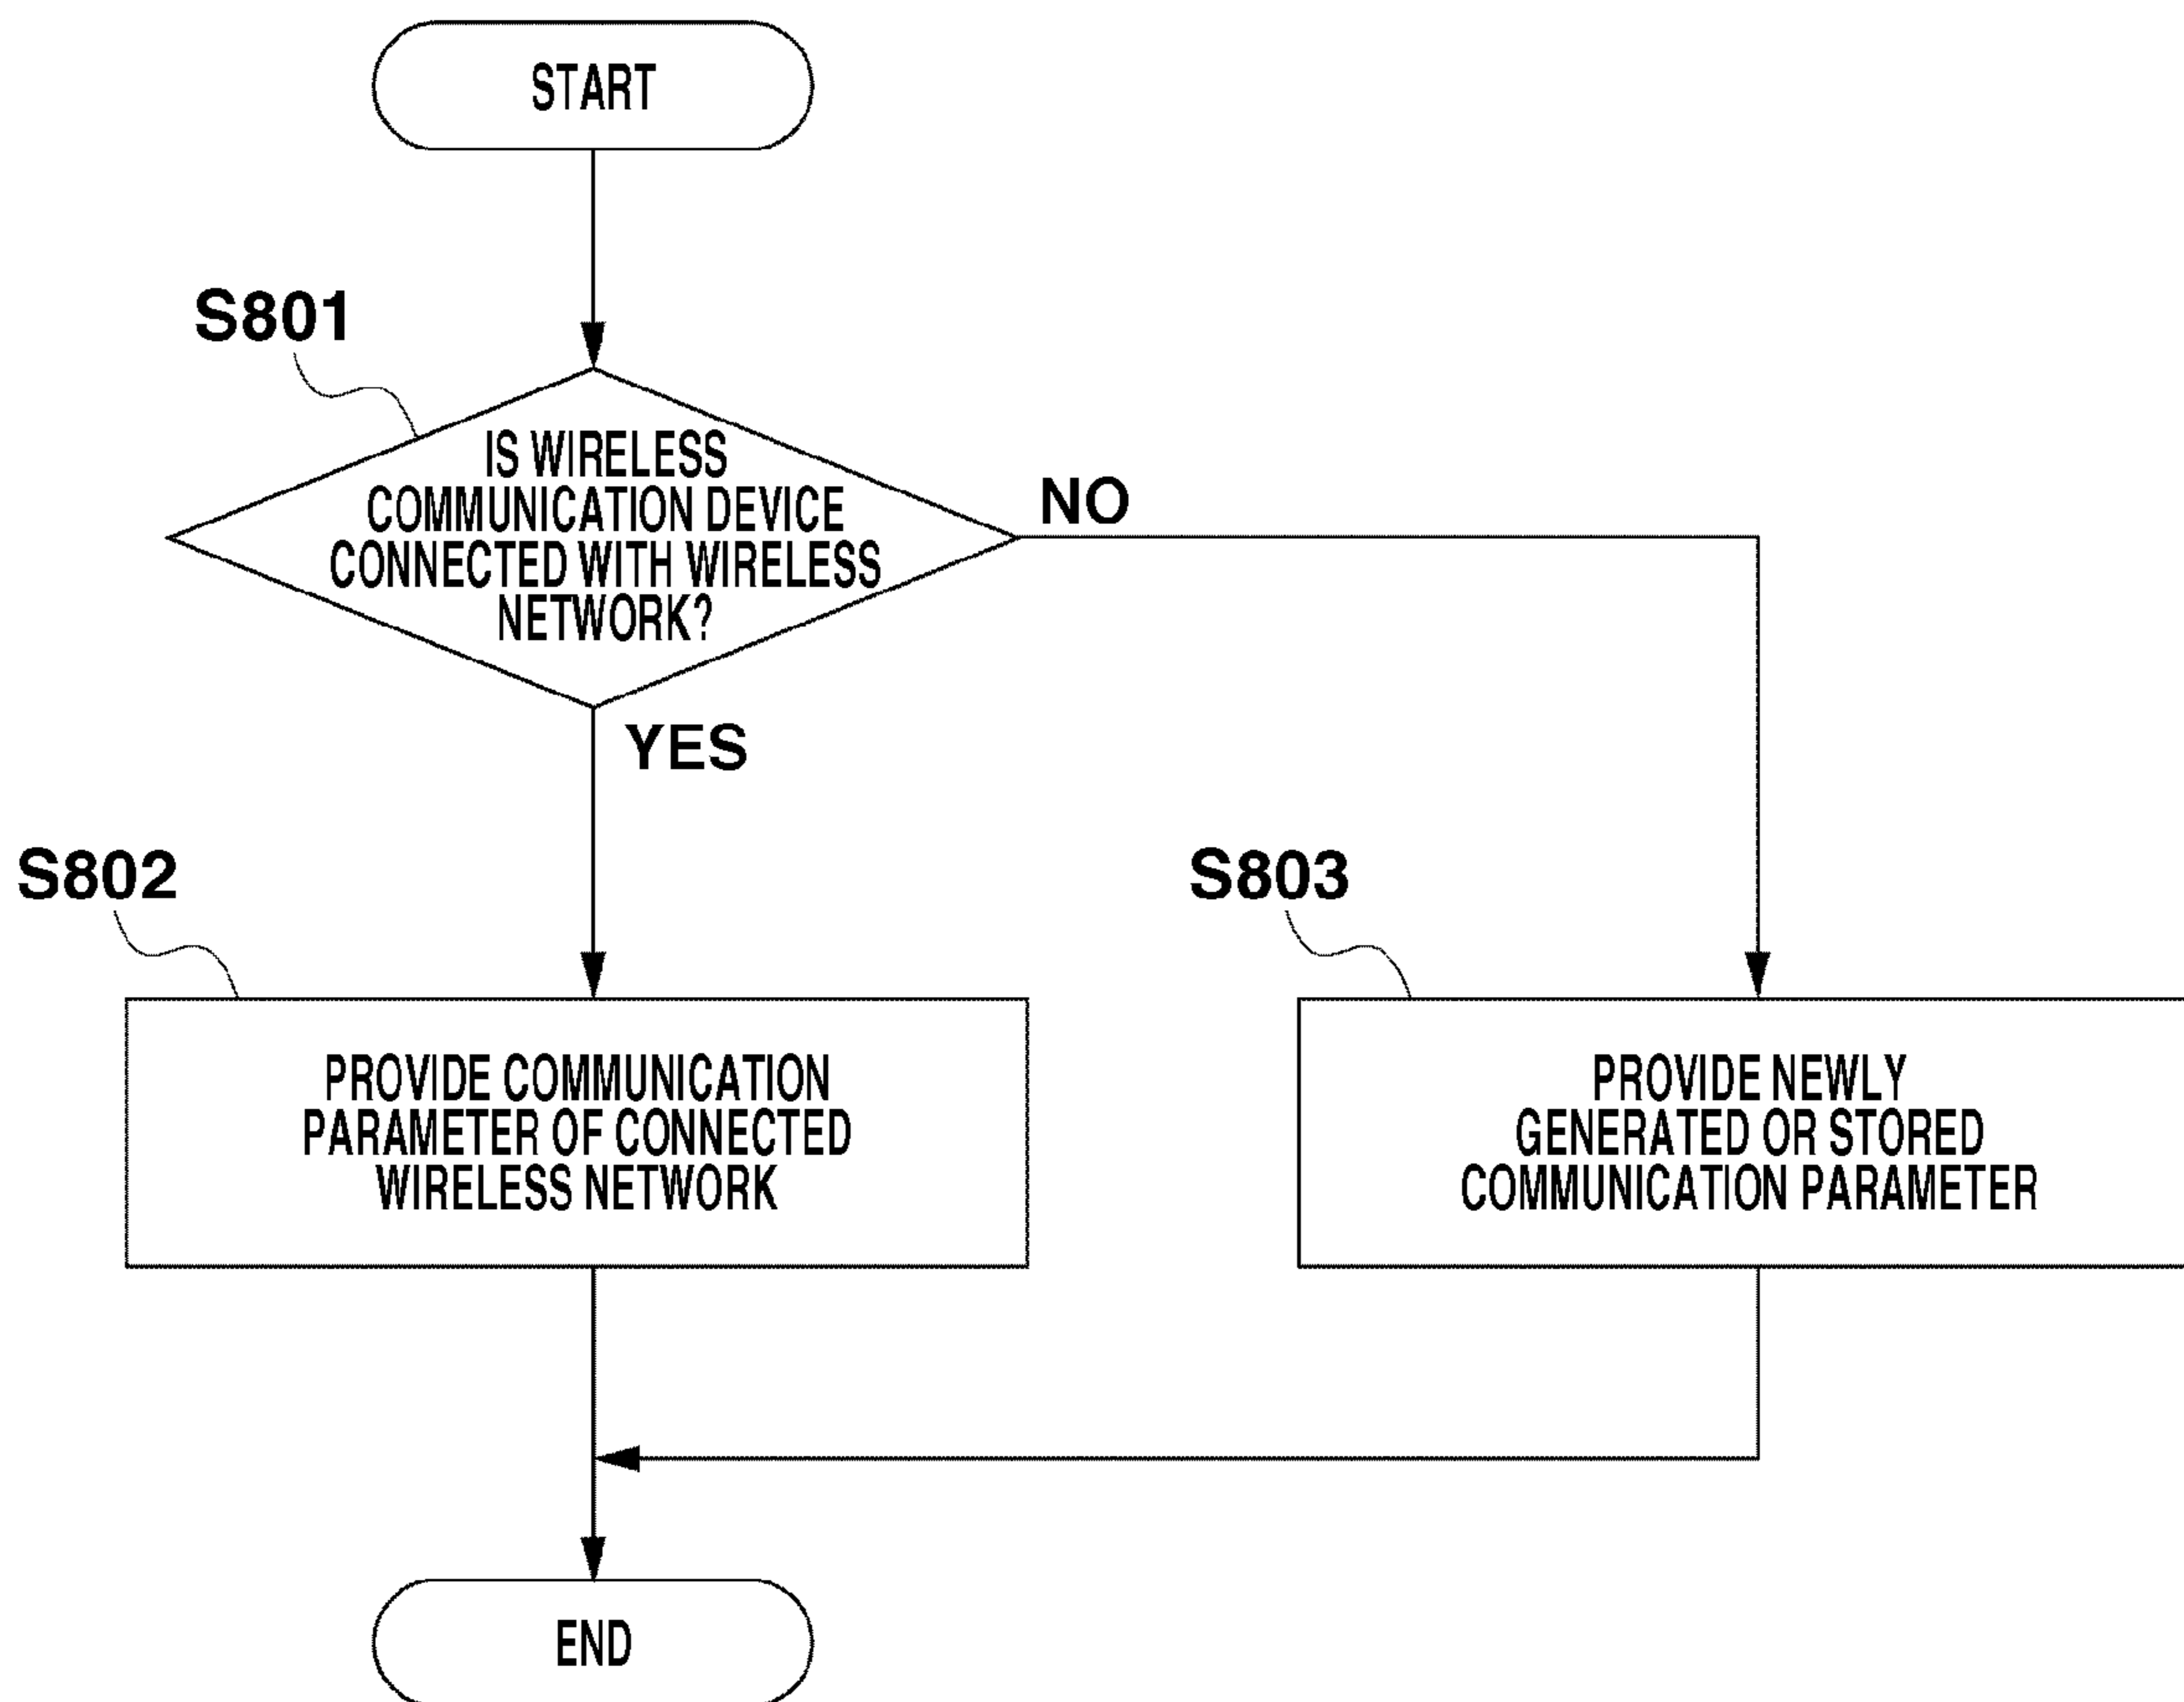 START
S801
IS WIRELESS
COMMUNICATION DEVICE
CONNECTED WITH WIRELESS
NETWORK?
NO
YES
S802
PROVIDE COMMUNICATION
PARAMETER OF CONNECTED
WIRELESS NETWORK
S803
PROVIDE NEWLY
GENERATED OR STORED
COMMUNICATION PARAMETER
END